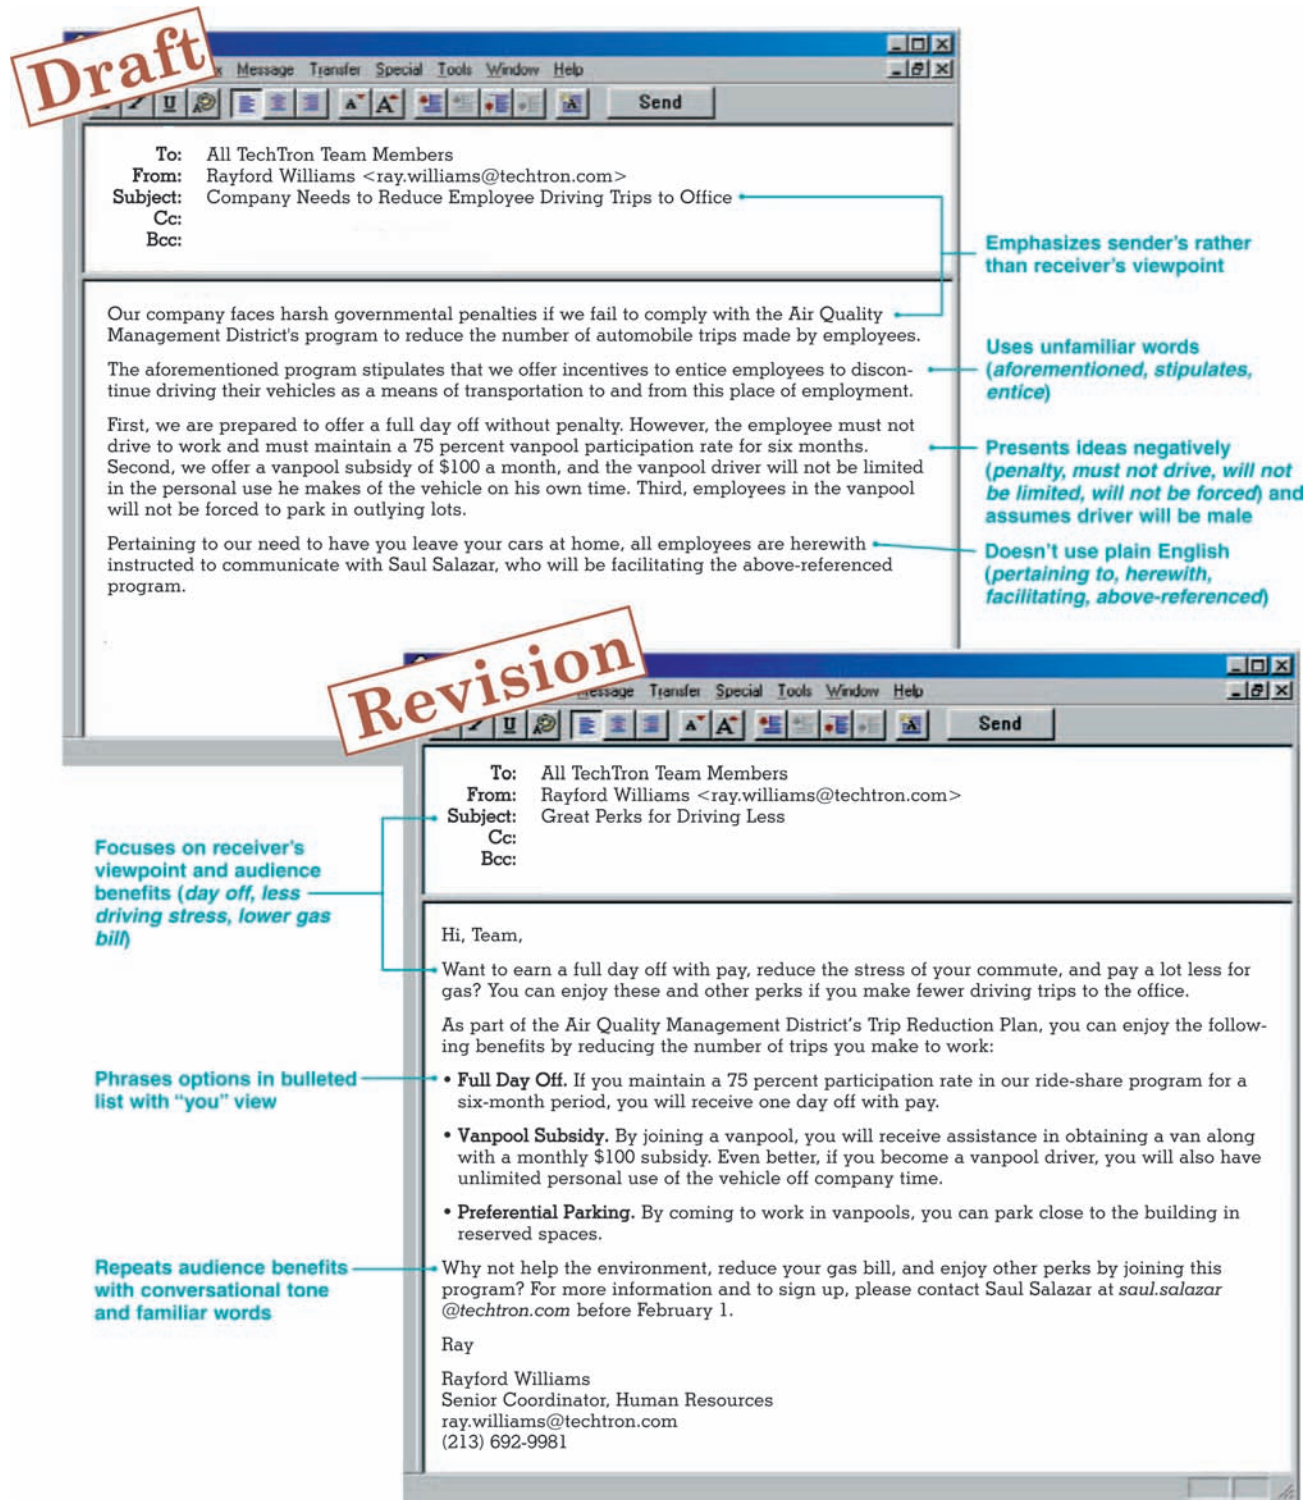 Draft
Message Transfer Special Tools Window Help
U A A A Send
To: All TechTron Team Members
From: Rayford Williams <ray.williams@techtron.com>
Subject: Company Needs to Reduce Employee Driving Trips to Office
Cc:
Bcc:
Emphasizes sender's rather
than receiver's viewpoint
Our company faces harsh governmental penalties if we fail to comply with the Air Quality
Management District's program to reduce the number of automobile trips made by employees.
Uses unfamiliar words
(aforementioned, stipulates,
entice)
The aforementioned program stipulates that we offer incentives to entice employees to discon-
tinue driving their vehicles as a means of transportation to and from this place of employment.
First, we are prepared to offer a full day off without penalty. However, the employee must not
drive to work and must maintain a 75 percent vanpool participation rate for six months.
Second, we offer a vanpool subsidy of $100 a month, and the vanpool driver will not be limited
in the personal use he makes of the vehicle on his own time. Third, employees in the vanpool
will not be forced to park in outlying lots.
Presents ideas negatively
(penalty, must not drive, will not
be limited, will not be forced) and
assumes driver will be male
Pertaining to our need to have you leave your cars at home, all employees are herewith
instructed to communicate with Saul Salazar, who will be facilitating the above-referenced
program.
Doesn't use plain English
(pertaining to, herewith,
facilitating, above-referenced)
Revision
Message Transfer Special Tools Window Help
U A A A Send
To: All TechTron Team Members
From: Rayford Williams <ray.williams@techtron.com>
Subject: Great Perks for Driving Less
Cc:
Bcc:
Focuses on receiver's
viewpoint and audience
benefits (day off, less
driving stress, lower gas
bill)
Hi, Team,
Want to earn a full day off with pay, reduce the stress of your commute, and pay a lot less for
gas? You can enjoy these and other perks if you make fewer driving trips to the office.
As part of the Air Quality Management District's Trip Reduction Plan, you can enjoy the follow-
ing benefits by reducing the number of trips you make to work:
Phrases options in bulleted
list with "you" view
• Full Day Off. If you maintain a 75 percent participation rate in our ride-share program for a
six-month period, you will receive one day off with pay.
• Vanpool Subsidy. By joining a vanpool, you will receive assistance in obtaining a van along
with a monthly $100 subsidy. Even better, if you become a vanpool driver, you will also have
unlimited personal use of the vehicle off company time.
• Preferential Parking. By coming to work in vanpools, you can park close to the building in
reserved spaces.
Repeats audience benefits
with conversational tone
and familiar words
Why not help the environment, reduce your gas bill, and enjoy other perks by joining this
program? For more information and to sign up, please contact Saul Salazar at saul.salazar
@techtron.com before February 1.
Ray
Rayford Williams
Senior Coordinator, Human Resources
ray.williams@techtron.com
(213) 692-9981